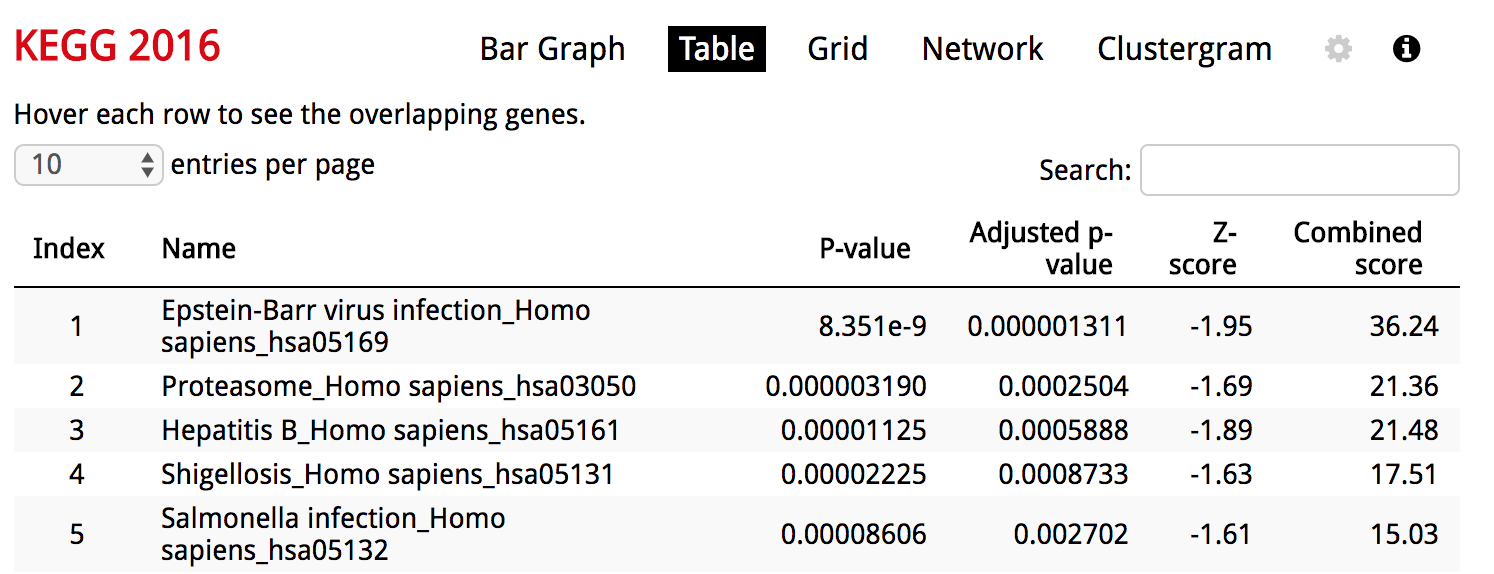 KEGG 2016 Bar Graph Table Grid Network Clustergram
Hover each row to see the overlapping genes.
10 entries per page Search:
Index Name P-value Adjusted p-value Z-score Combined score
1 Epstein-Barr virus infection_Homo sapiens_hsa05169 8.351e-9 0.000001311 -1.95 36.24
2 Proteasome_Homo sapiens_hsa03050 0.000003190 0.0002504 -1.69 21.36
3 Hepatitis B_Homo sapiens_hsa05161 0.00001125 0.0005888 -1.89 21.48
4 Shigellosis_Homo sapiens_hsa05131 0.00002225 0.0008733 -1.63 17.51
5 Salmonella infection_Homo sapiens_hsa05132 0.00008606 0.002702 -1.61 15.03